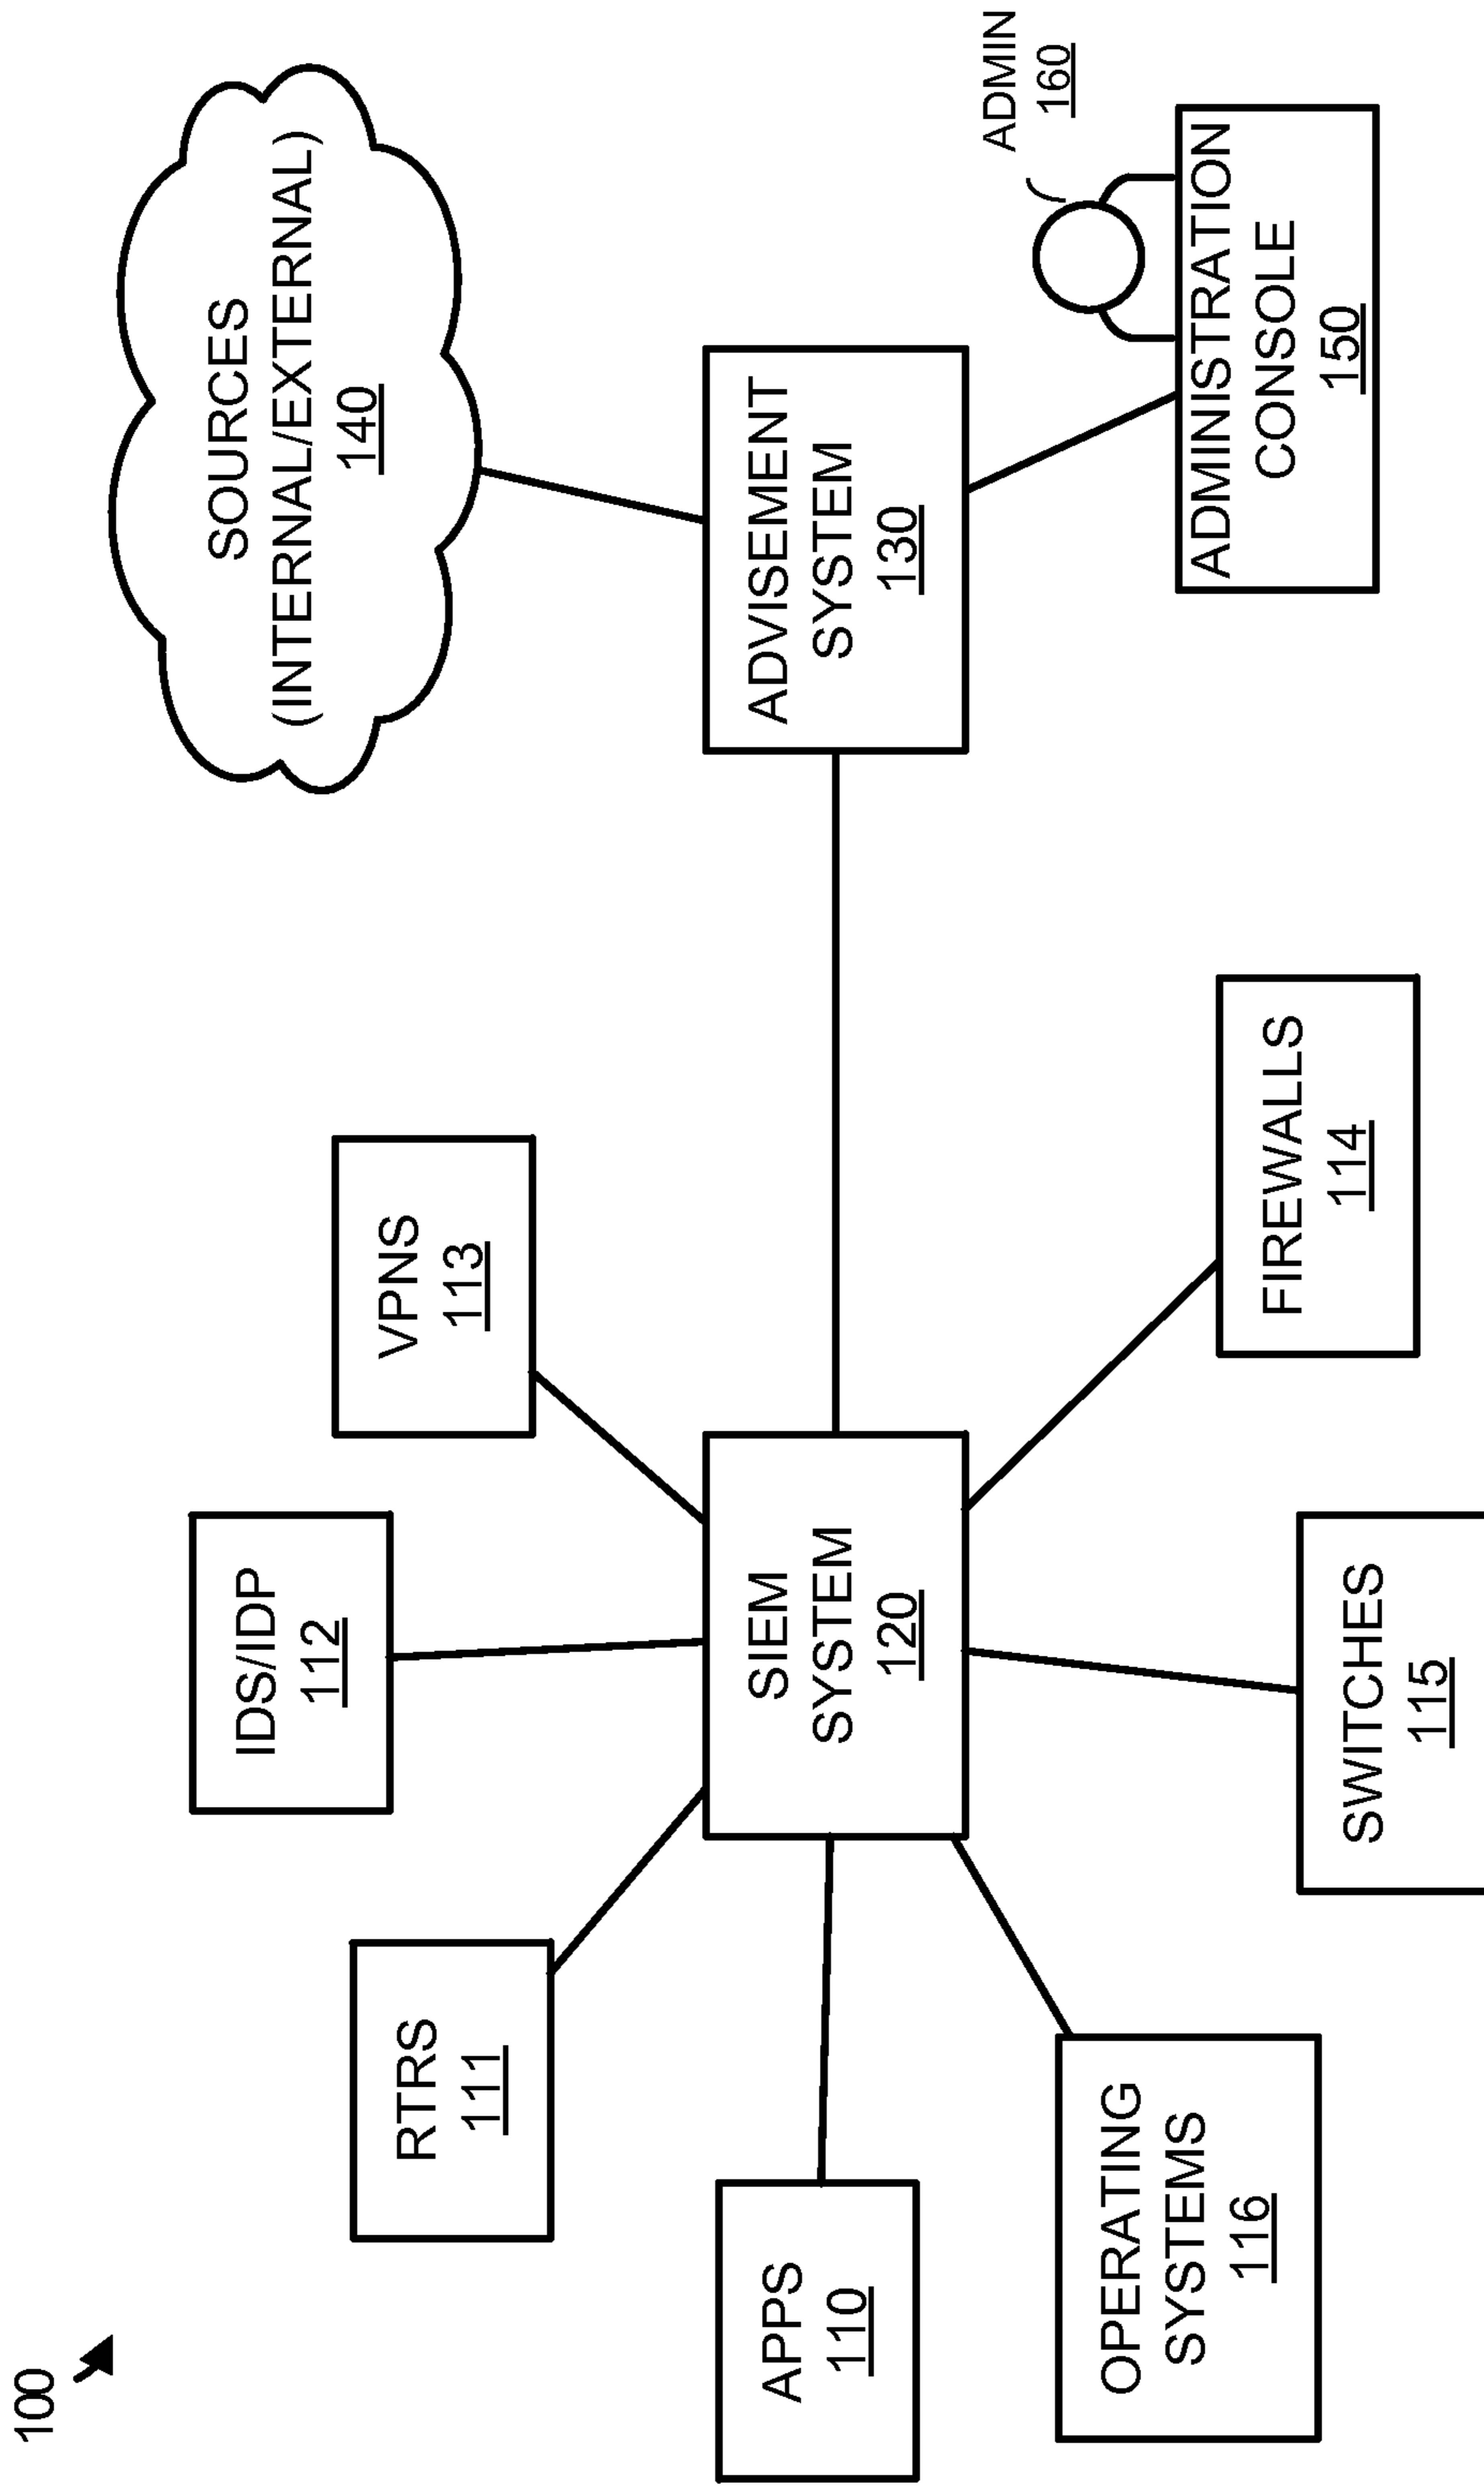 100
SOURCES
(INTERNAL/EXTERNAL)
140
IDS/IDP
112
VPNS
113
RTRS
111
APPS
110
SIEM
SYSTEM
120
ADVISEMENT
SYSTEM
130
ADMIN
160
OPERATING
SYSTEMS
116
SWITCHES
115
FIREWALLS
114
ADMINISTRATION
CONSOLE
150